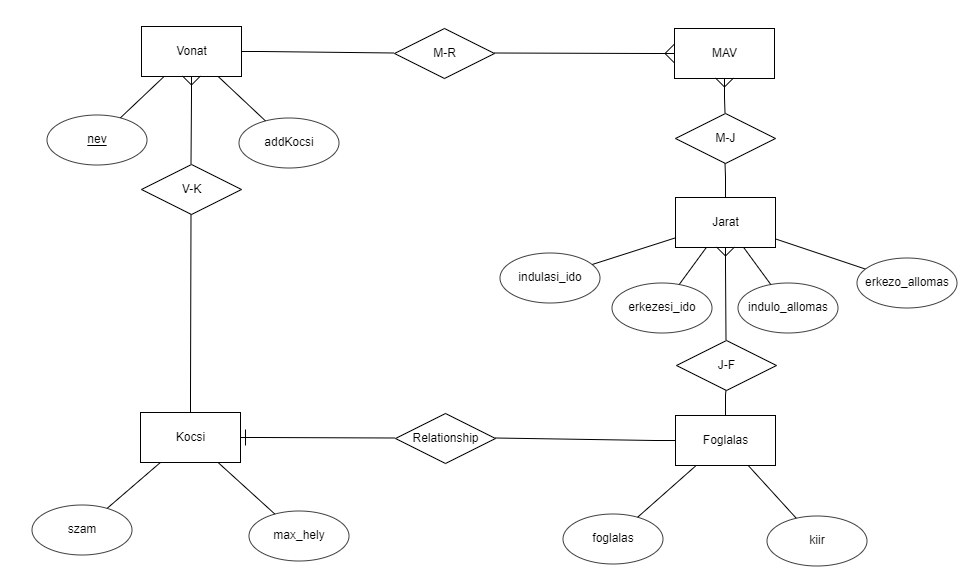 Vonat
M-R
MAV
nev
addKocsi
M-J
V-K
Jarat
indulasi_ido
erkezesi_ido
indulo_allomas
erkezo_allomas
J-F
Kocsi
Relationship
Foglalas
szam
max_hely
foglalas
kiir